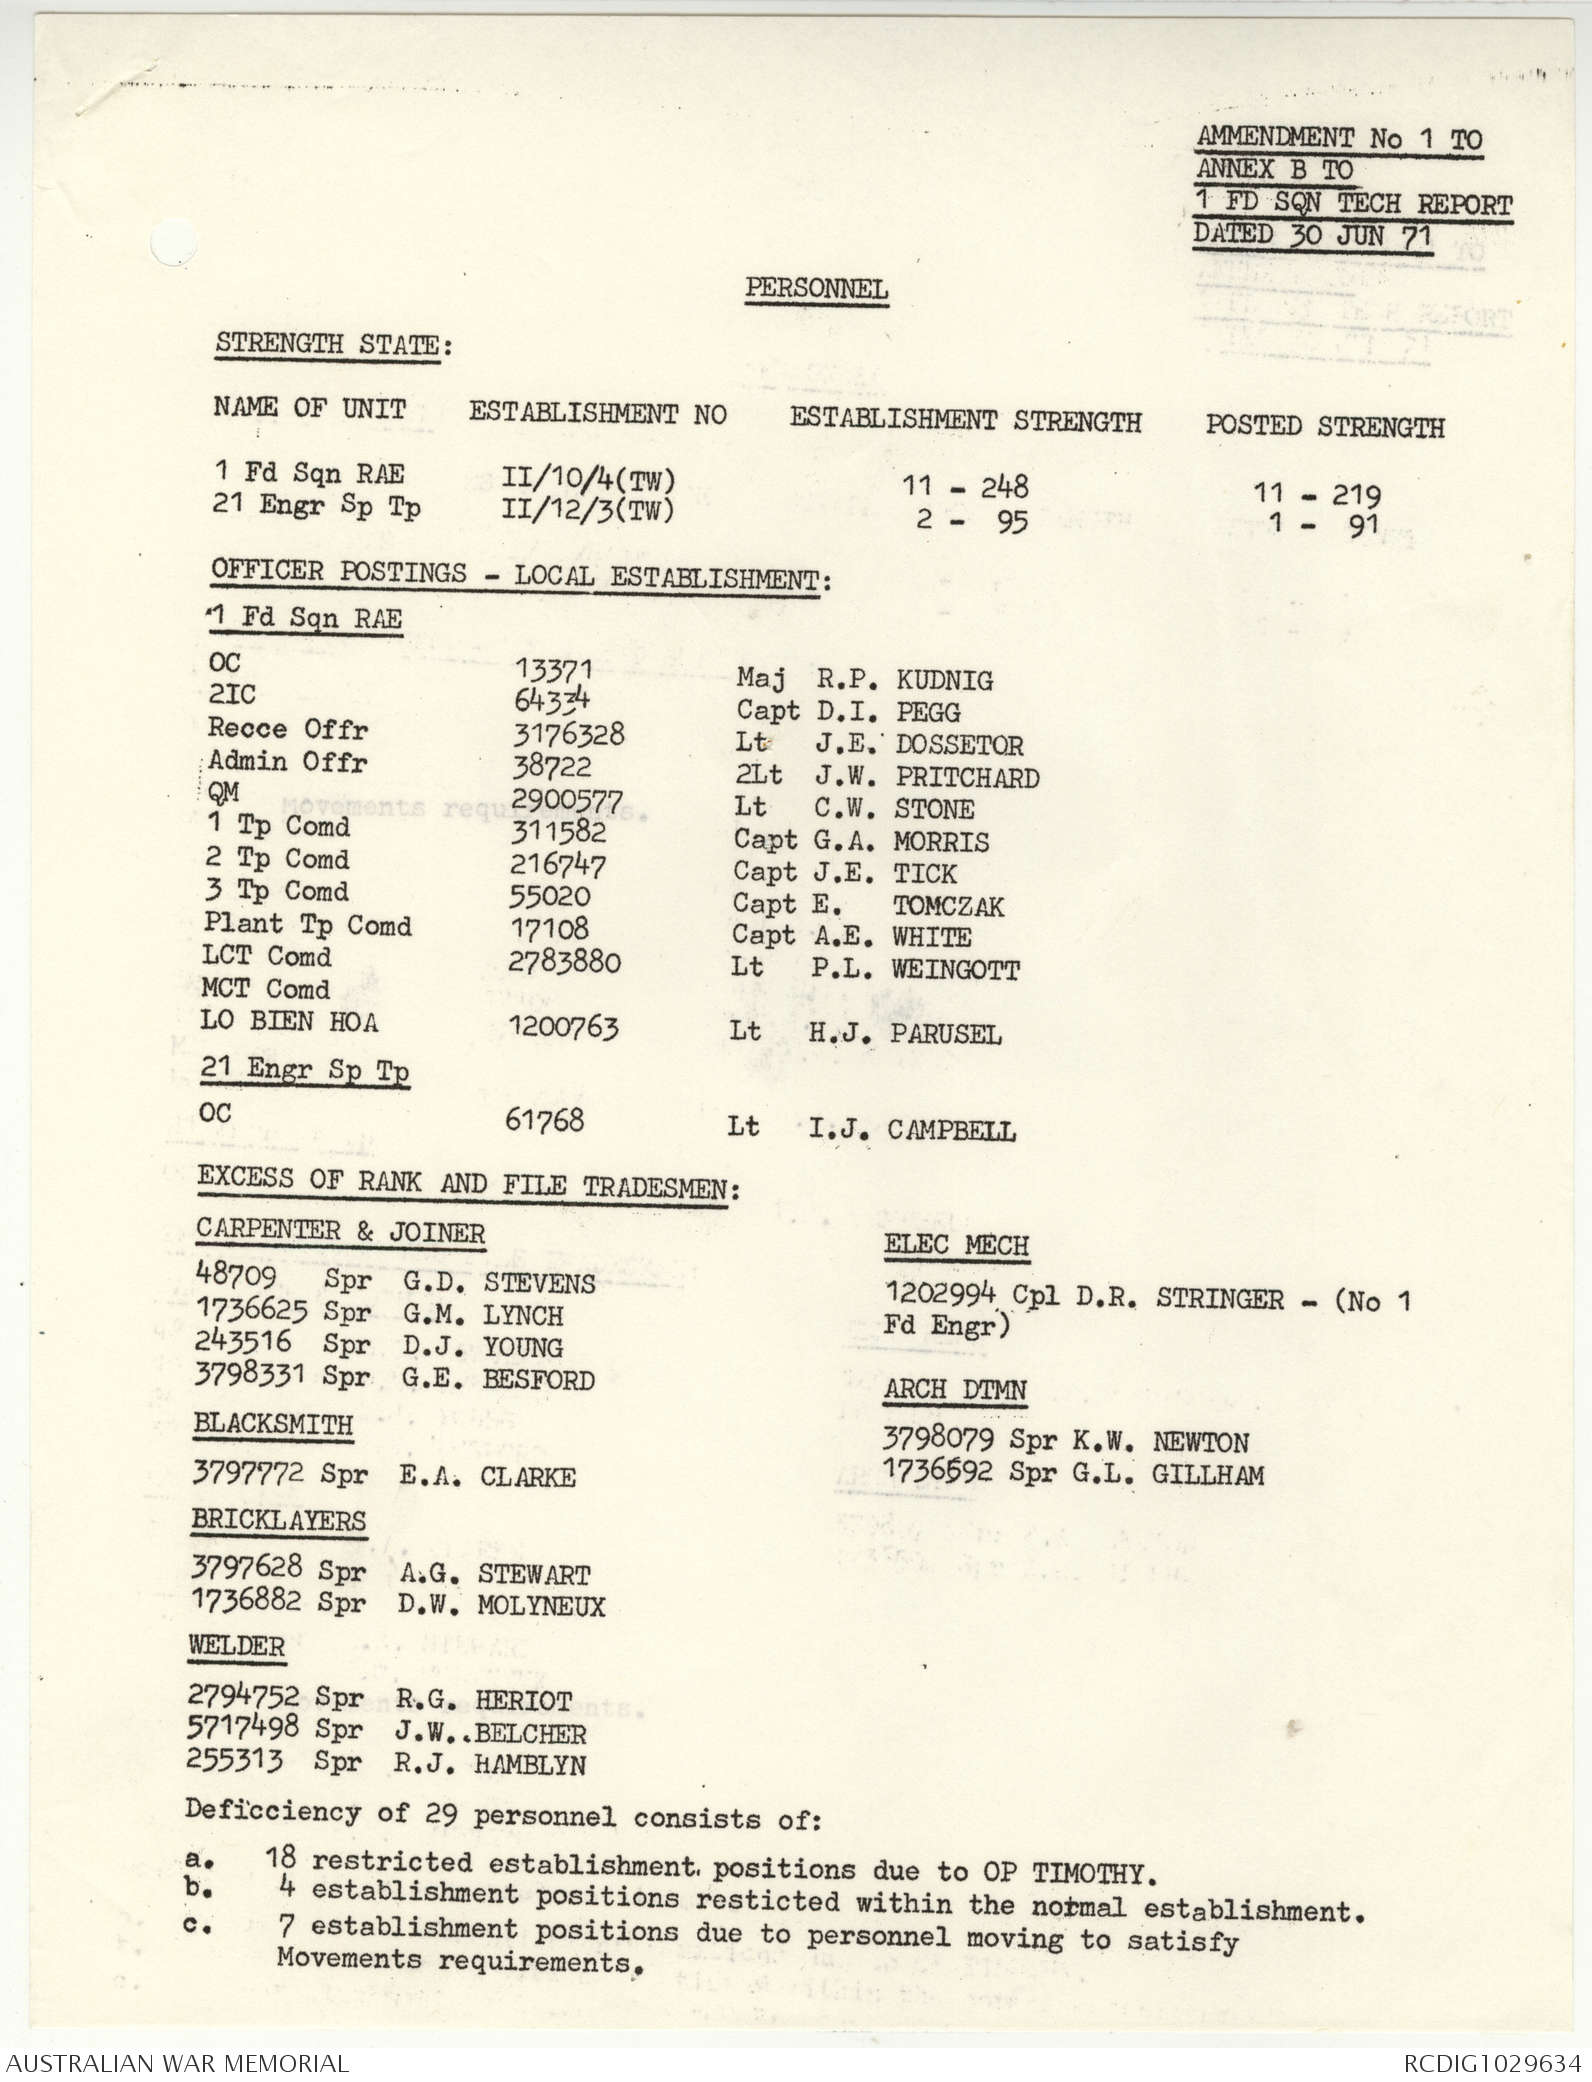 AMMENDMENT No 1 TO
ANNEX B TO
1 FD SQN TECH REPORT
DATED 30 JUN 71
PERSONNEL
STRENGTH STATE:
NAME OF UNIT ESTABLISHMENT NO ESTABLISHMENT STRENGTH POSTED STRENGTH
1 Fd Sqn RAE II/10/4(TW) 11 - 248 11 - 219
21 Engr Sp Tp II/12/3(TW) 2 - 95 1 - 91
OFFICER POSTINGS - LOCAL ESTABLISHMENT:
1 Fd Sqn RAE
OC 13371 Maj R.P. KUDNIG
2IC 64334 Capt D.I. PEGG
Recce Offr 3176328 Lt J.E. DOSSETOR
Admin Offr 38722 2Lt J.W. PRITCHARD
QM 2900577 Lt C.W. STONE
1 Tp Comd 311582 Capt G.A. MORRIS
2 Tp Comd 216747 Capt J.E. TICK
3 Tp Comd 55020 Capt E. TOMCZAK
Plant Tp Comd 17108 Capt A.E. WHITE
LCT Comd 2783880 Lt P.L. WEINGOTT
MCT Comd
LO BIEN HOA 1200763 Lt H.J. PARUSEL
21 Engr Sp Tp
OC 61768 Lt I.J. CAMPBELL
EXCESS OF RANK AND FILE TRADESMEN:
CARPENTER & JOINER
48709 Spr G.D. STEVENS
1736625 Spr G.M. LYNCH
243516 Spr D.J. YOUNG
3798331 Spr G.E. BESFORD
BLACKSMITH
3797772 Spr E.A. CLARKE
BRICKLAYERS
3797628 Spr A.G. STEWART
1736882 Spr D.W. MOLYNEUX
WELDER
2794752 Spr R.G. HERIOT
5717498 Spr J.W..BELCHER
255313 Spr R.J. HAMBLYN
ELEC MECH
1202994 Cpl D.R. STRINGER - (No 1
Fd Engr)
ARCH DTMN
3798079 Spr K.W. NEWTON
1736592 Spr G.L. GILLHAM
Deficciency of 29 personnel consists of:
a. 18 restricted establishment. positions due to OP TIMOTHY.
b. 4 establishment positions resticted within the normal establishment.
c. 7 establishment positions due to personnel moving to satisfy
Movements requirements.
AUSTRALIAN WAR MEMORIAL RCDIG1029634